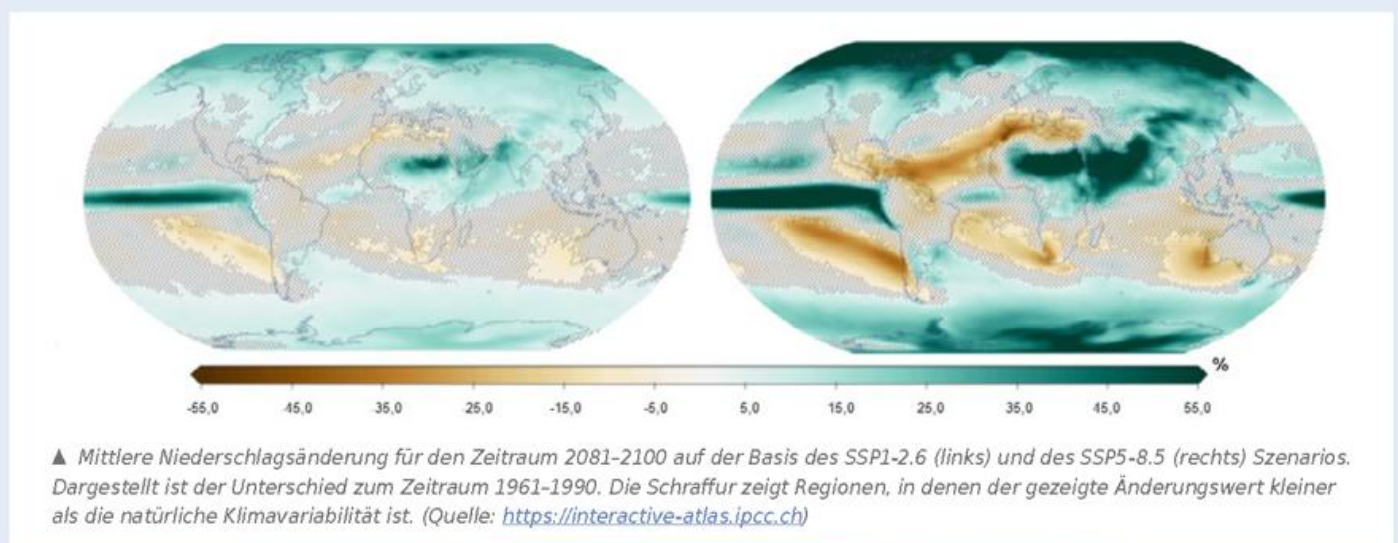 %
-55,0 -45,0 -35,0 -25,0 -15,0 -5,0 5,0 15,0 25,0 35,0 45,0 55,0
▲ Mittlere Niederschlagsänderung für den Zeitraum 2081–2100 auf der Basis des SSP1-2.6 (links) und des SSP5-8.5 (rechts) Szenarios.
Dargestellt ist der Unterschied zum Zeitraum 1961–1990. Die Schraffur zeigt Regionen, in denen der gezeigte Änderungswert kleiner
als die natürliche Klimavariabilität ist. (Quelle: https://interactive-atlas.ipcc.ch)